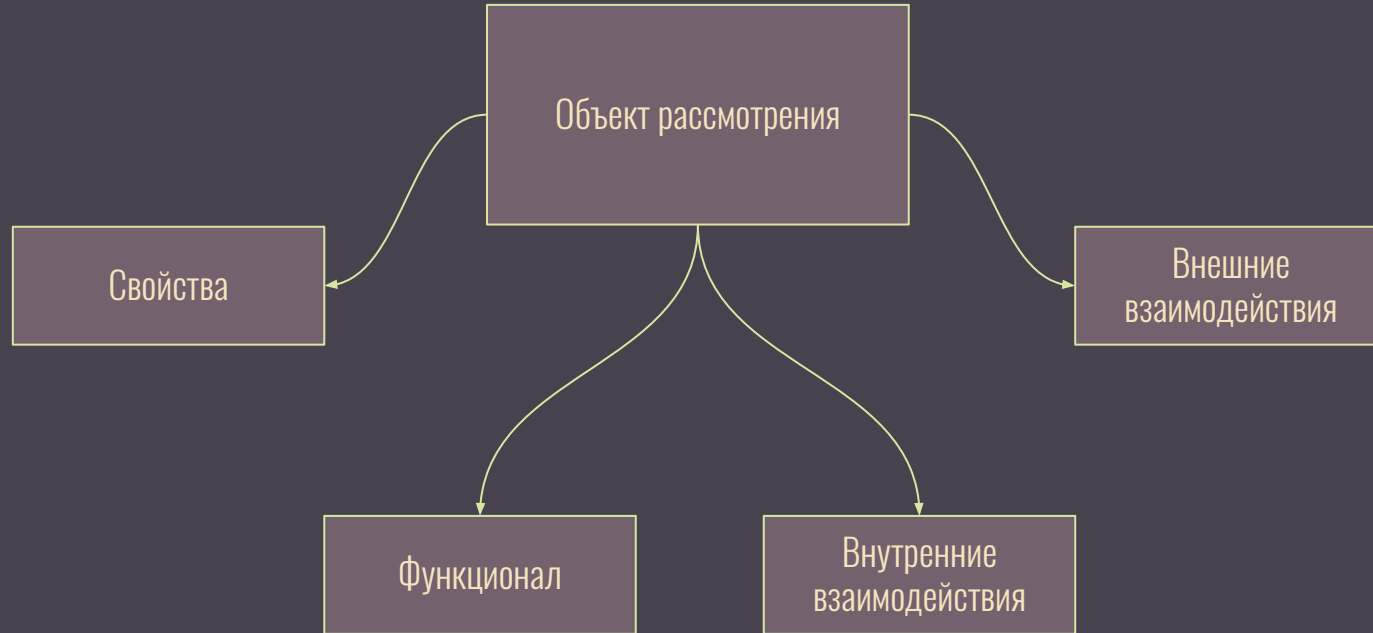 Объект рассмотрения
Свойства
Внешние
взаимодействия
Функционал
Внутренние
взаимодействия